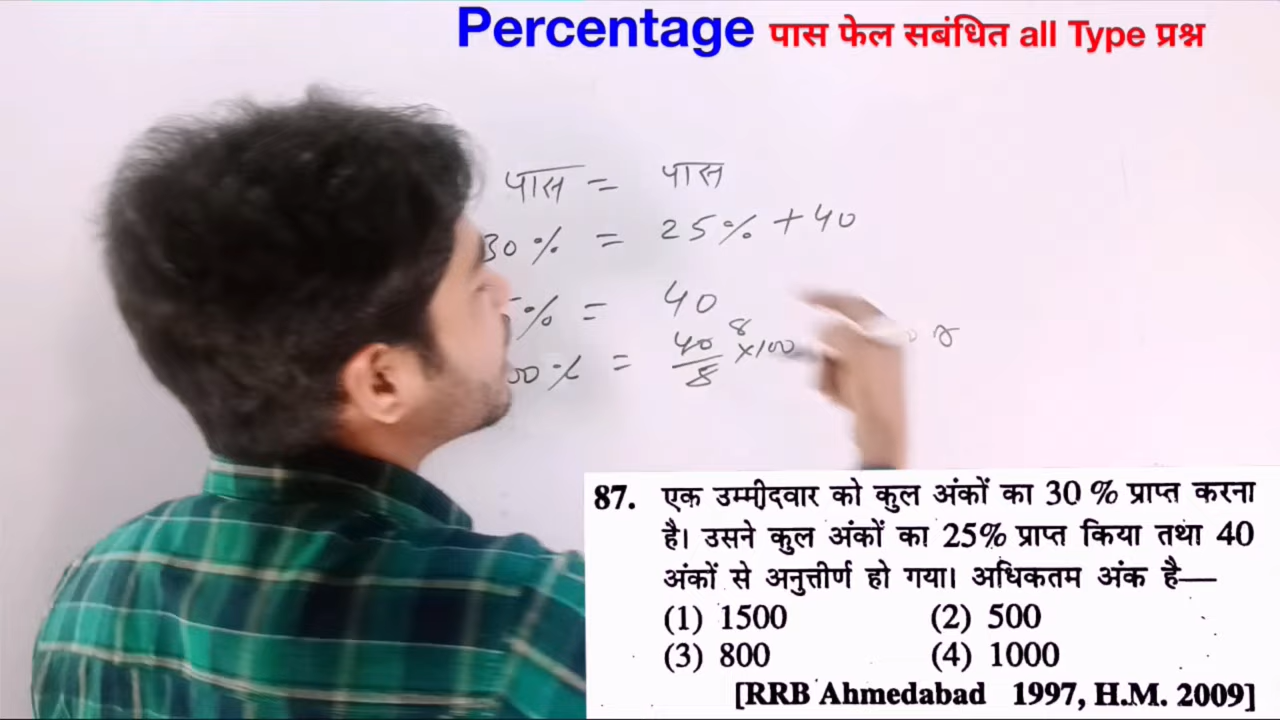 Percentage पास फेल सबंधित all Type प्रश्न
पास = पास
30% = 25% + 40
% = 40
00% = 40/8 8 ×100
87. एक उम्मीदवार को कुल अंकों का 30 % प्राप्त करना
है। उसने कुल अंकों का 25% प्राप्त किया तथा 40
अंकों से अनुत्तीर्ण हो गया। अधिकतम अंक है—
(1) 1500 (2) 500
(3) 800 (4) 1000
[RRB Ahmedabad 1997, H.M. 2009]